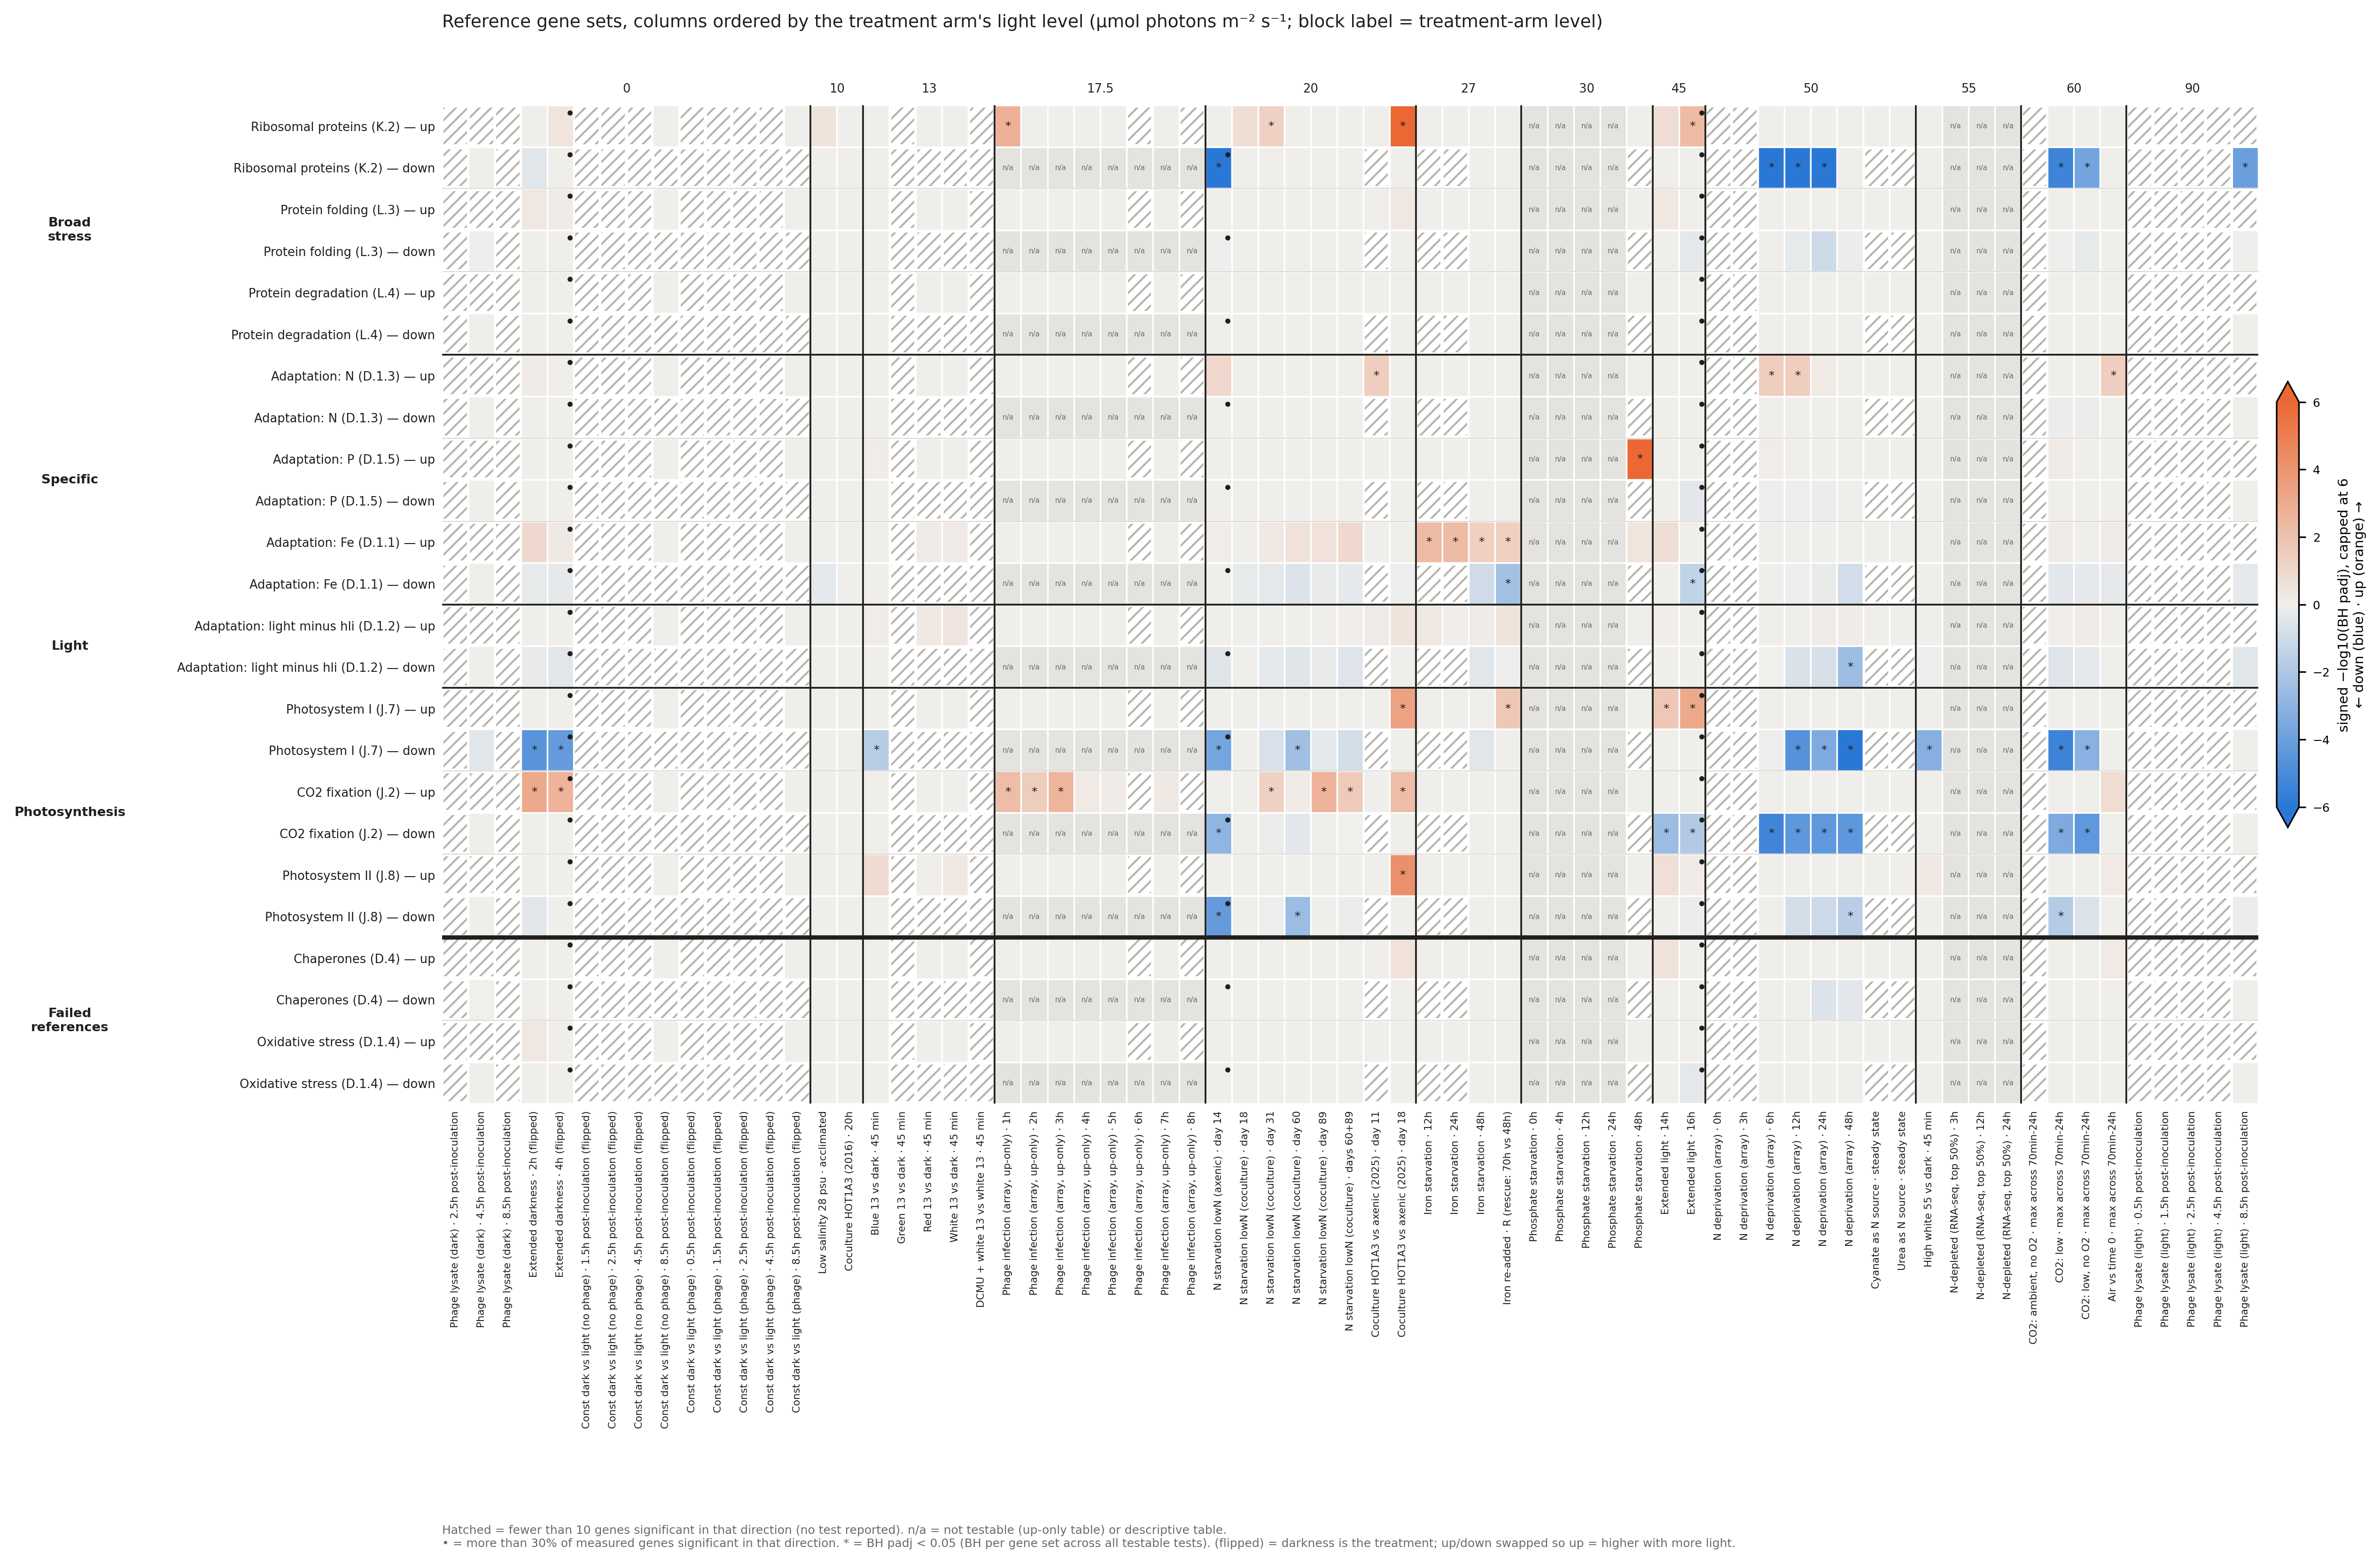 Reference gene sets, columns ordered by the treatment arm's light level (μmol photons m⁻² s⁻¹; block label = treatment-arm level)
0 10 13 17.5 20 27 30 45 50 55 60 90
Broad
stress
Specific
Light
Photosynthesis
Failed
references
Ribosomal proteins (K.2) — up * * * n/a n/a n/a n/a * n/a n/a n/a
Ribosomal proteins (K.2) — down n/a n/a n/a n/a n/a n/a n/a n/a * n/a n/a n/a n/a * * * n/a n/a n/a * * *
Protein folding (L.3) — up n/a n/a n/a n/a n/a n/a n/a
Protein folding (L.3) — down n/a n/a n/a n/a n/a n/a n/a n/a n/a n/a n/a n/a n/a n/a n/a
Protein degradation (L.4) — up n/a n/a n/a n/a n/a n/a n/a
Protein degradation (L.4) — down n/a n/a n/a n/a n/a n/a n/a n/a n/a n/a n/a n/a n/a n/a n/a
Adaptation: N (D.1.3) — up * n/a n/a n/a n/a * * n/a n/a n/a *
Adaptation: N (D.1.3) — down n/a n/a n/a n/a n/a n/a n/a n/a n/a n/a n/a n/a n/a n/a n/a
Adaptation: P (D.1.5) — up n/a n/a n/a n/a * n/a n/a n/a
Adaptation: P (D.1.5) — down n/a n/a n/a n/a n/a n/a n/a n/a n/a n/a n/a n/a n/a n/a n/a
Adaptation: Fe (D.1.1) — up * * * * n/a n/a n/a n/a n/a n/a n/a
Adaptation: Fe (D.1.1) — down n/a n/a n/a n/a n/a n/a n/a n/a * n/a n/a n/a n/a * n/a n/a n/a
Adaptation: light minus hli (D.1.2) — up n/a n/a n/a n/a n/a n/a n/a
Adaptation: light minus hli (D.1.2) — down n/a n/a n/a n/a n/a n/a n/a n/a n/a n/a n/a n/a * n/a n/a n/a
Photosystem I (J.7) — up * * n/a n/a n/a n/a * * n/a n/a n/a
Photosystem I (J.7) — down * * * n/a n/a n/a n/a n/a n/a n/a n/a * * n/a n/a n/a n/a * * * * n/a n/a n/a * *
CO2 fixation (J.2) — up * * * * * * * * * n/a n/a n/a n/a n/a n/a n/a
CO2 fixation (J.2) — down n/a n/a n/a n/a n/a n/a n/a n/a * n/a n/a n/a n/a * * * * * * n/a n/a n/a * *
Photosystem II (J.8) — up * n/a n/a n/a n/a n/a n/a n/a
Photosystem II (J.8) — down n/a n/a n/a n/a n/a n/a n/a n/a * * n/a n/a n/a n/a * n/a n/a n/a *
Chaperones (D.4) — up n/a n/a n/a n/a n/a n/a n/a
Chaperones (D.4) — down n/a n/a n/a n/a n/a n/a n/a n/a n/a n/a n/a n/a n/a n/a n/a
Oxidative stress (D.1.4) — up n/a n/a n/a n/a n/a n/a n/a
Oxidative stress (D.1.4) — down n/a n/a n/a n/a n/a n/a n/a n/a n/a n/a n/a n/a n/a n/a n/a
Phage lysate (dark) · 2.5h post-inoculation
Phage lysate (dark) · 4.5h post-inoculation
Phage lysate (dark) · 8.5h post-inoculation
Extended darkness · 2h (flipped)
Extended darkness · 4h (flipped)
Const dark vs light (no phage) · 1.5h post-inoculation (flipped)
Const dark vs light (no phage) · 2.5h post-inoculation (flipped)
Const dark vs light (no phage) · 4.5h post-inoculation (flipped)
Const dark vs light (no phage) · 8.5h post-inoculation (flipped)
Const dark vs light (phage) · 0.5h post-inoculation (flipped)
Const dark vs light (phage) · 1.5h post-inoculation (flipped)
Const dark vs light (phage) · 2.5h post-inoculation (flipped)
Const dark vs light (phage) · 4.5h post-inoculation (flipped)
Const dark vs light (phage) · 8.5h post-inoculation (flipped)
Low salinity 28 psu · acclimated
Coculture HOT1A3 (2016) · 20h
Blue 13 vs dark · 45 min
Green 13 vs dark · 45 min
Red 13 vs dark · 45 min
White 13 vs dark · 45 min
DCMU + white 13 vs white 13 · 45 min
Phage infection (array, up-only) · 1h
Phage infection (array, up-only) · 2h
Phage infection (array, up-only) · 3h
Phage infection (array, up-only) · 4h
Phage infection (array, up-only) · 5h
Phage infection (array, up-only) · 6h
Phage infection (array, up-only) · 7h
Phage infection (array, up-only) · 8h
N starvation lowN (axenic) · day 14
N starvation lowN (coculture) · day 18
N starvation lowN (coculture) · day 31
N starvation lowN (coculture) · day 60
N starvation lowN (coculture) · day 89
N starvation lowN (coculture) · days 60+89
Coculture HOT1A3 vs axenic (2025) · day 11
Coculture HOT1A3 vs axenic (2025) · day 18
Iron starvation · 12h
Iron starvation · 24h
Iron starvation · 48h
Iron re-added · R (rescue: 70h vs 48h)
Phosphate starvation · 0h
Phosphate starvation · 4h
Phosphate starvation · 12h
Phosphate starvation · 24h
Phosphate starvation · 48h
Extended light · 14h
Extended light · 16h
N deprivation (array) · 0h
N deprivation (array) · 3h
N deprivation (array) · 6h
N deprivation (array) · 12h
N deprivation (array) · 24h
N deprivation (array) · 48h
Cyanate as N source · steady state
Urea as N source · steady state
High white 55 vs dark · 45 min
N-depleted (RNA-seq, top 50%) · 3h
N-depleted (RNA-seq, top 50%) · 12h
N-depleted (RNA-seq, top 50%) · 24h
CO2: ambient, no O2 · max across 70min-24h
CO2: low · max across 70min-24h
CO2: low, no O2 · max across 70min-24h
Air vs time 0 · max across 70min-24h
Phage lysate (light) · 0.5h post-inoculation
Phage lysate (light) · 1.5h post-inoculation
Phage lysate (light) · 2.5h post-inoculation
Phage lysate (light) · 4.5h post-inoculation
Phage lysate (light) · 8.5h post-inoculation
6
4
2
0
−2
−4
−6
signed −log10(BH padj), capped at 6
← down (blue) · up (orange) →
Hatched = fewer than 10 genes significant in that direction (no test reported). n/a = not testable (up-only table) or descriptive table.
• = more than 30% of measured genes significant in that direction. * = BH padj < 0.05 (BH per gene set across all testable tests). (flipped) = darkness is the treatment; up/down swapped so up = higher with more light.